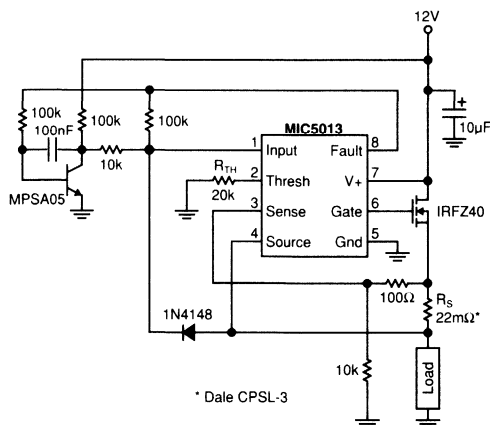 12V
100k
100k
100k
100nF
10k
MPSA05
+
10µF
MIC5013
1 Input
Fault 8
RTH
20k
2 Thresh
V+ 7
3 Sense
Gate 6
IRFZ40
4 Source
Gnd 5
100Ω
RS
22mΩ*
1N4148
10k
Load
* Dale CPSL-3